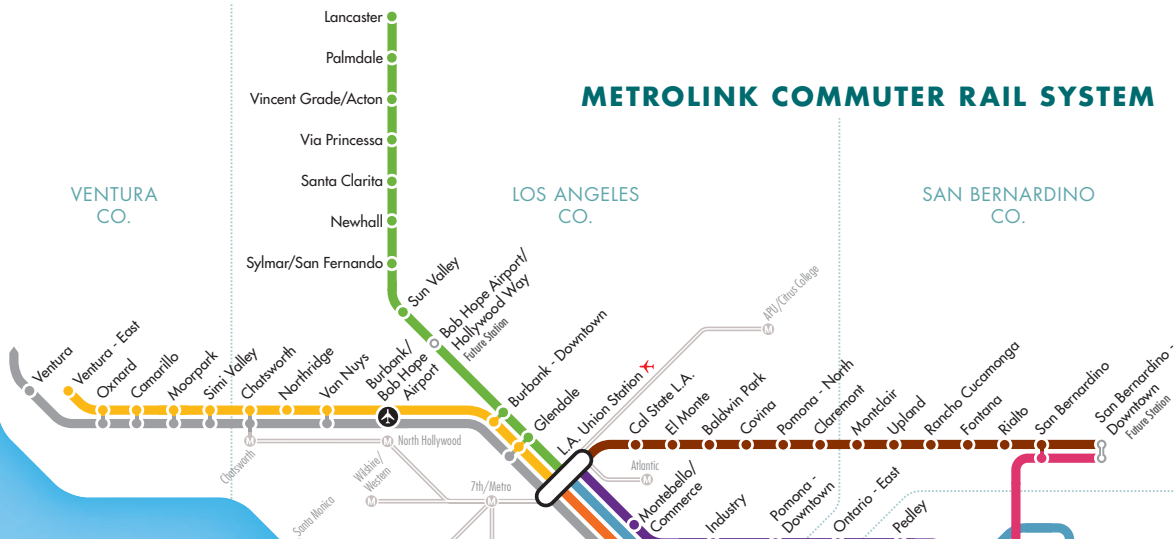 Lancaster
Palmdale
METROLINK COMMUTER RAIL SYSTEM
Vincent Grade/Acton
Via Princessa
Santa Clarita
VENTURA
CO.
LOS ANGELES
CO.
SAN BERNARDINO
CO.
Newhall
Sylmar/San Fernando
Sun Valley
Bob Hope Airport/
Hollywood Way
Future Station
APU/Citrus College
M
Ventura
Ventura - East
Oxnard
Camarillo
Moorpark
Simi Valley
Chatsworth
Northridge
Van Nuys
Burbank/
Bob Hope
Airport
Burbank - Downtown
Glendale
L.A. Union Station
Cal State L.A.
El Monte
Baldwin Park
Covina
Pomona - North
Claremont
Montclair
Upland
Rancho Cucamonga
Fontana
Rialto
San Bernardino
San Bernardino -
Downtown
Future Station
M
Chatsworth
M
North Hollywood
Wilshire/
Western
M
7th/Metro
M
Atlantic
M
Santa Monica
Montebello/
Commerce
Industry
Pomona -
Downtown
Ontario - East
Pedley